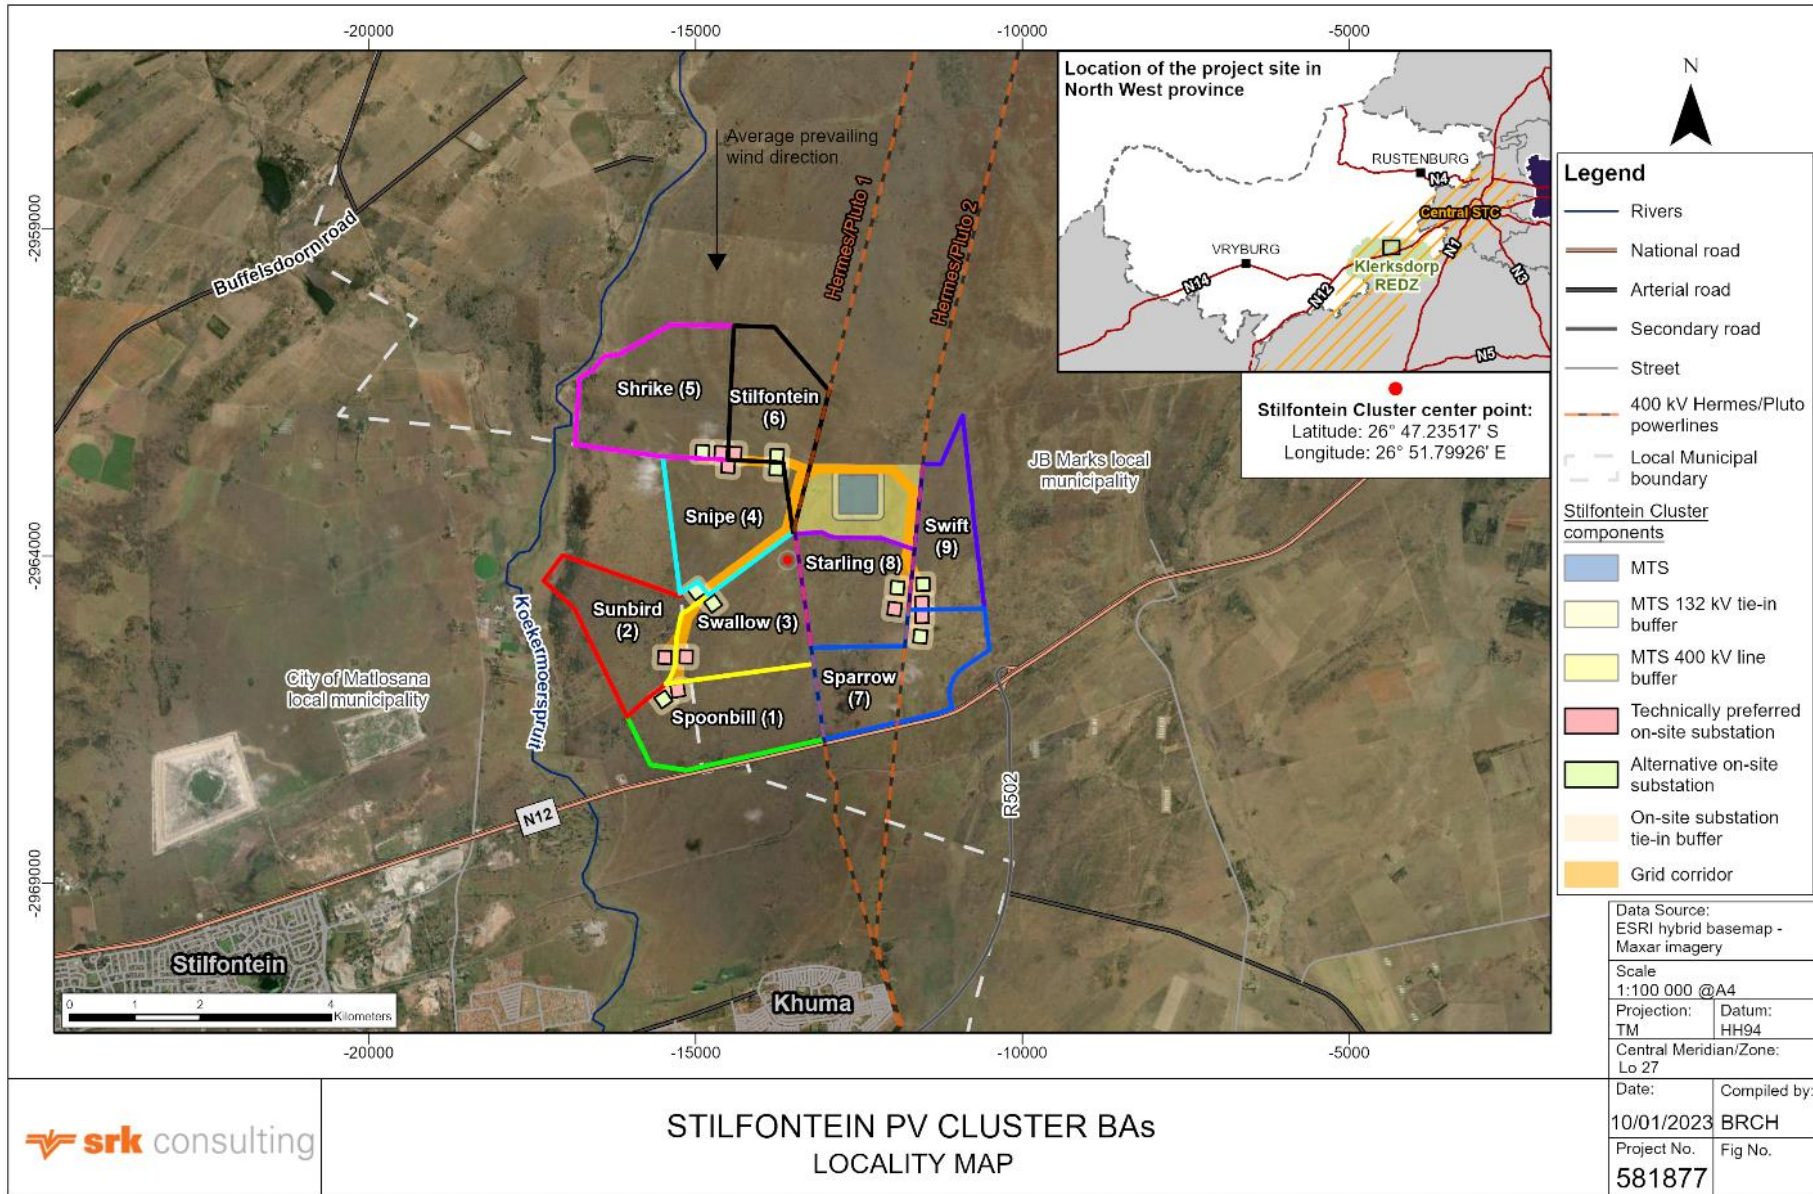 -20000
-15000
-10000
-5000
-2959000
-2964000
-2969000
Buffelsdoorn road
Average prevailing
wind direction
Hermes/Pluto 1
Hermes/Pluto 2
Location of the project site in
North West province
RUSTENBURG
N4
Central STC
VRYBURG
N14
N12
Klerksdorp
REDZ
N1
N3
N5
Stilfontein Cluster center point:
Latitude: 26° 47.23517' S
Longitude: 26° 51.79926' E
Shrike (5)
Stilfontein
(6)
JB Marks local
municipality
Snipe (4)
Swift
(9)
Starling (8)
Sunbird
(2)
Swallow (3)
Koekermoerspruit
City of Matlosana
local municipality
Sparrow
(7)
Spoonbill (1)
N12
R502
Stilfontein
Khuma
0
1
2
4
Kilometers
-20000
-15000
-10000
-5000
N
Legend
Rivers
National road
Arterial road
Secondary road
Street
400 kV Hermes/Pluto
powerlines
Local Municipal
boundary
Stilfontein Cluster
components
MTS
MTS 132 kV tie-in
buffer
MTS 400 kV line
buffer
Technically preferred
on-site substation
Alternative on-site
substation
On-site substation
tie-in buffer
Grid corridor
Data Source:
ESRI hybrid basemap -
Maxar imagery
Scale
1:100 000 @A4
Projection:
TM
Datum:
HH94
Central Meridian/Zone:
Lo 27
Date:
10/01/2023
Compiled by:
BRCH
Project No.
581877
Fig No.
srk consulting
STILFONTEIN PV CLUSTER BAs
LOCALITY MAP